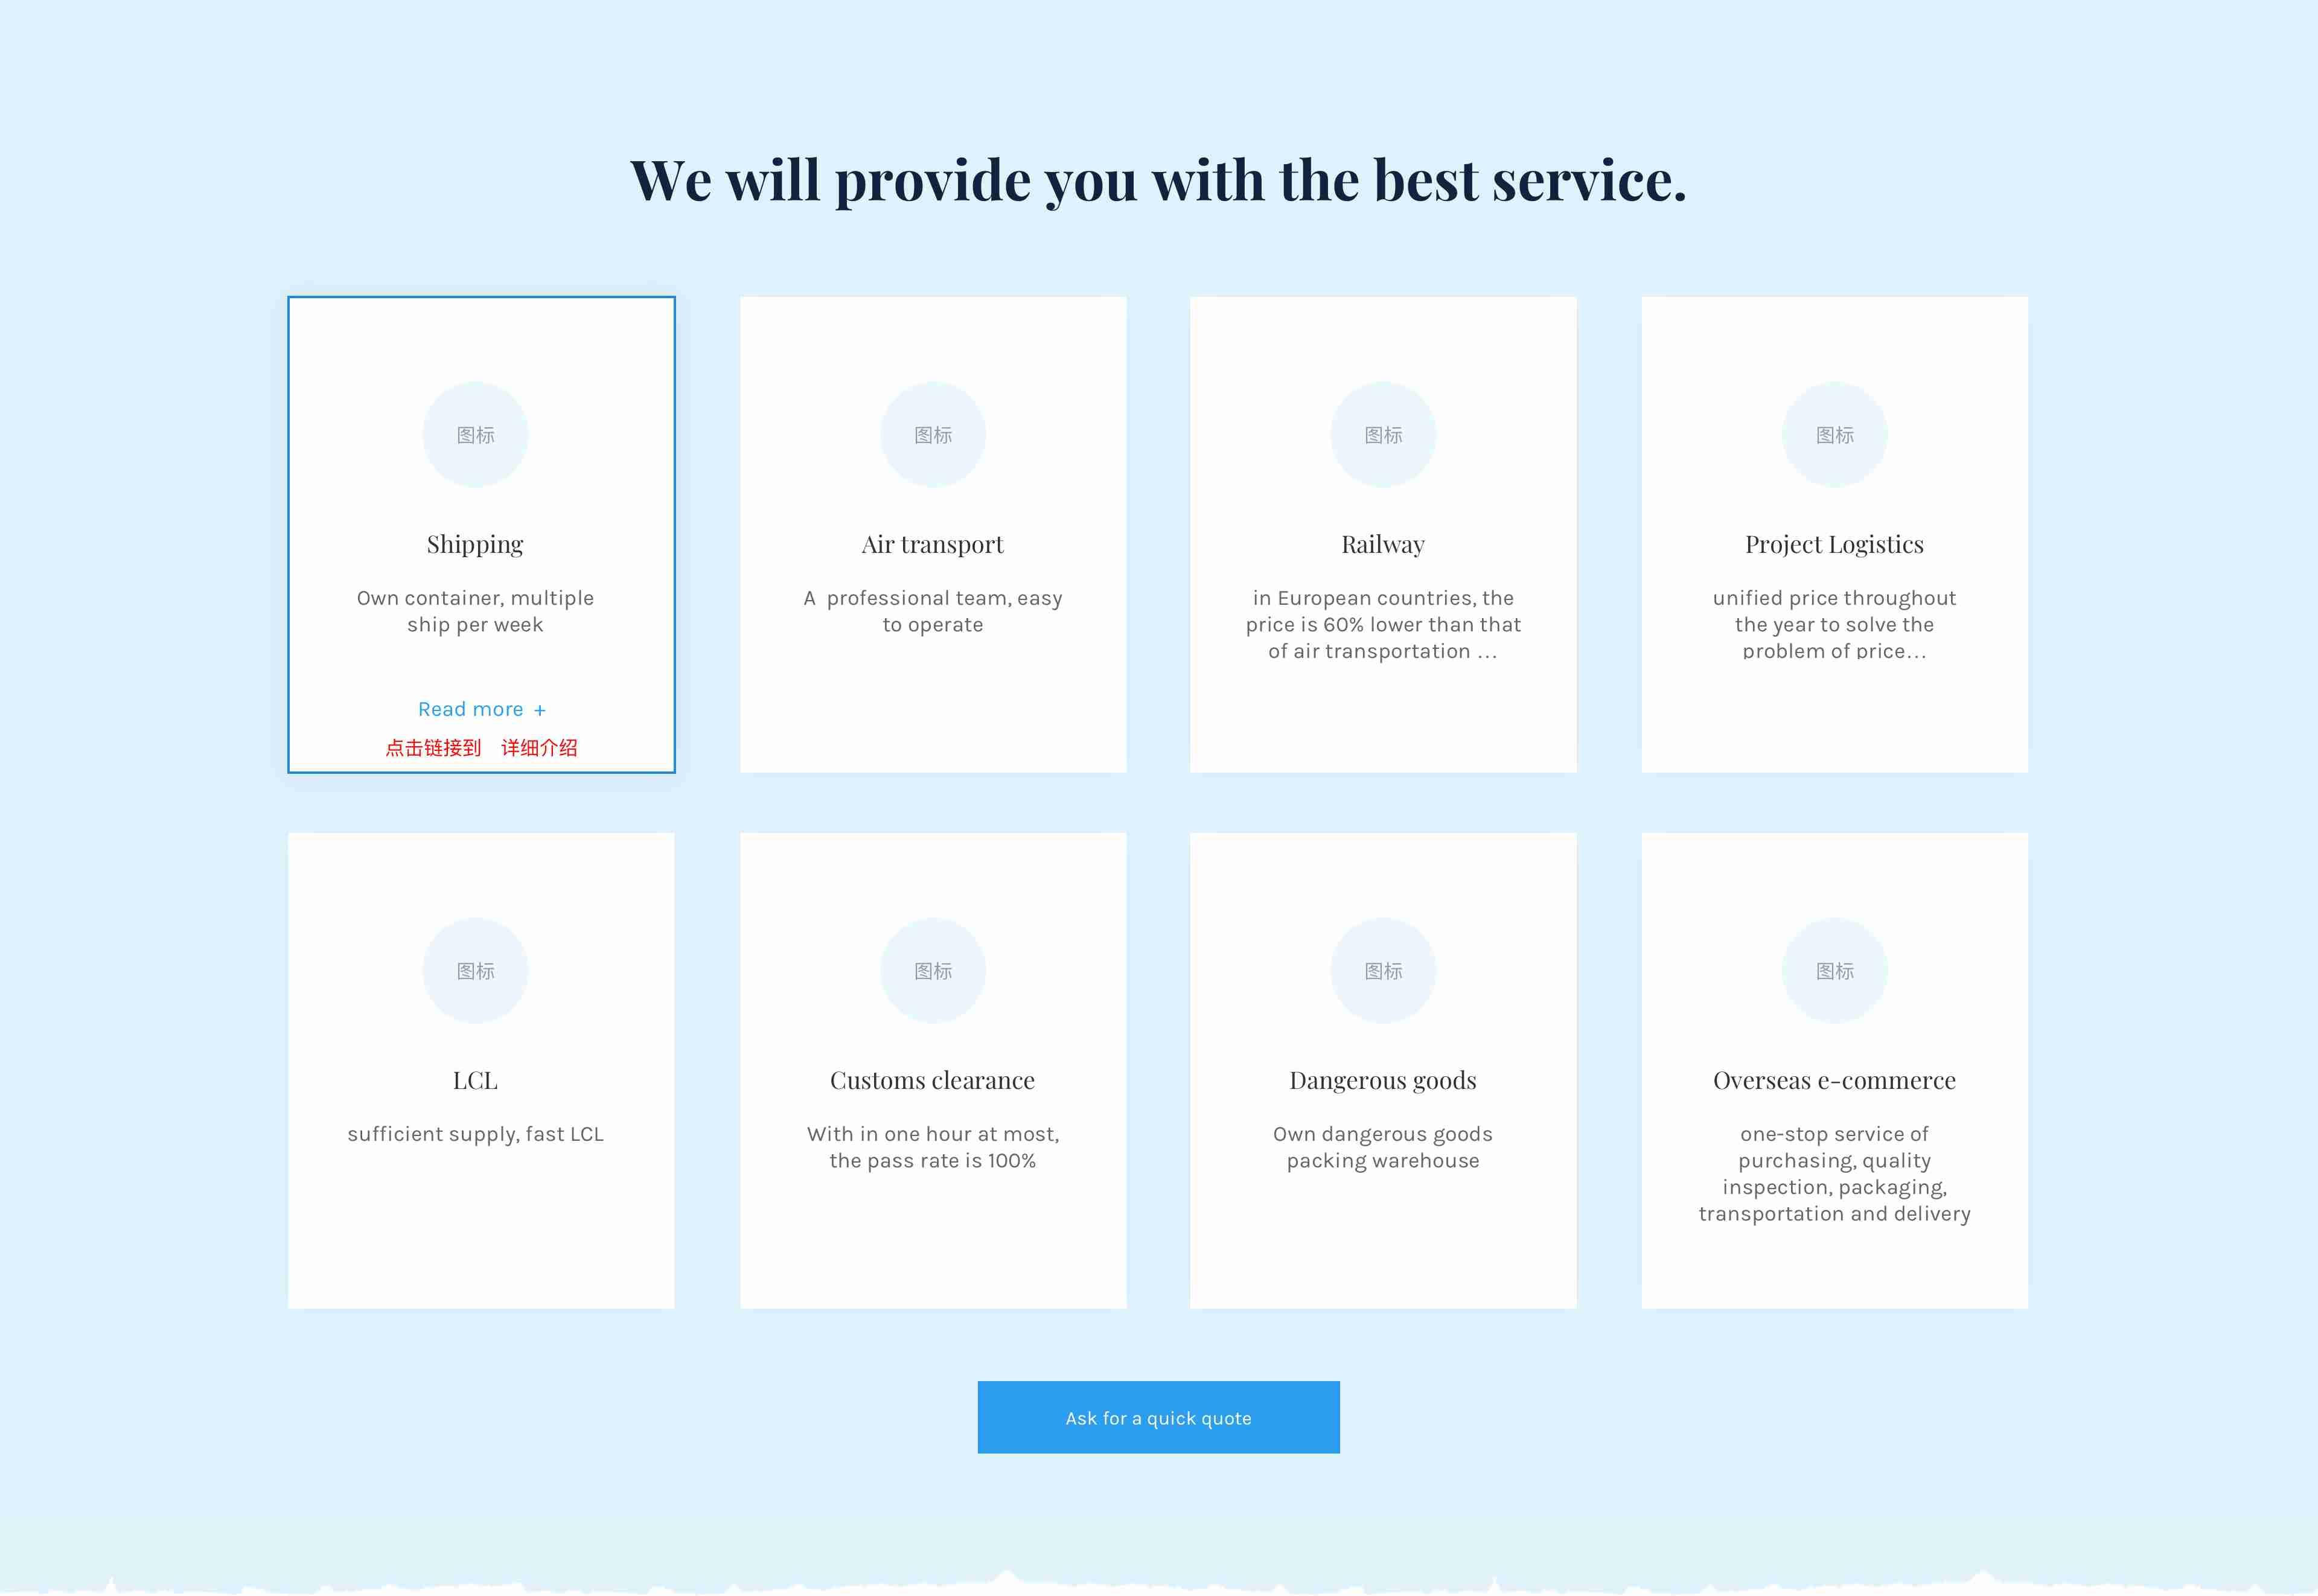 We will provide you with the best service.
图标
Shipping
Own container, multiple
ship per week
Read more +
点击链接到 详细介绍
图标
Air transport
A professional team, easy
to operate
图标
Railway
in European countries, the
price is 60% lower than that
of air transportation ...
图标
Project Logistics
unified price throughout
the year to solve the
problem of price...
图标
LCL
sufficient supply, fast LCL
图标
Customs clearance
With in one hour at most,
the pass rate is 100%
图标
Dangerous goods
Own dangerous goods
packing warehouse
图标
Overseas e-commerce
one-stop service of
purchasing, quality
inspection, packaging,
transportation and delivery
Ask for a quick quote